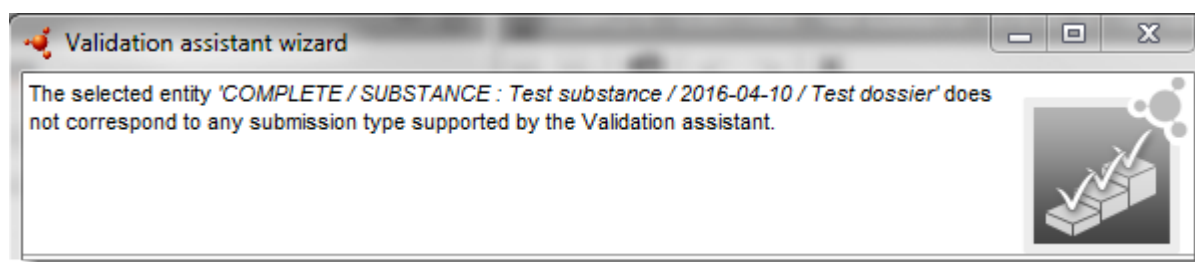 Validation assistant wizard
The selected entity 'COMPLETE / SUBSTANCE : Test substance / 2016-04-10 / Test dossier' does
not correspond to any submission type supported by the Validation assistant.